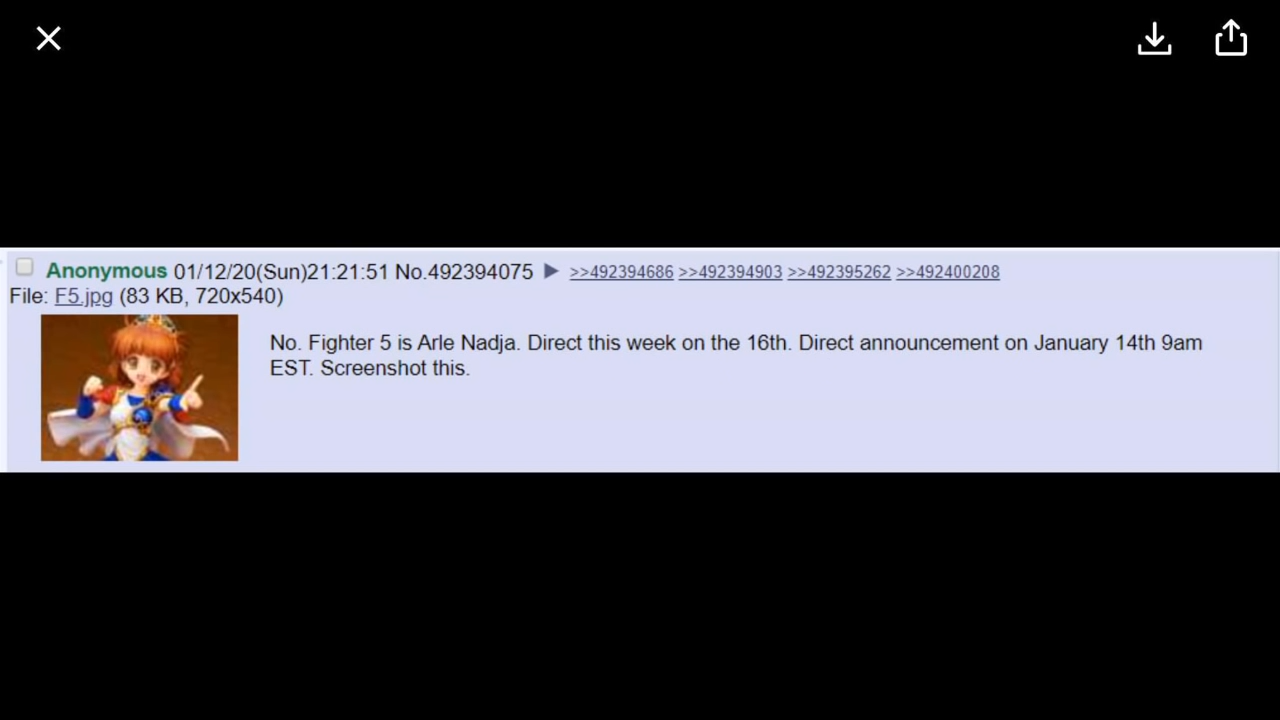 Anonymous 01/12/20(Sun)21:21:51 No.492394075 ▶ >>492394686 >>492394903 >>492395262 >>492400208
File: F5.jpg (83 KB, 720x540)
No. Fighter 5 is Arle Nadja. Direct this week on the 16th. Direct announcement on January 14th 9am
EST. Screenshot this.